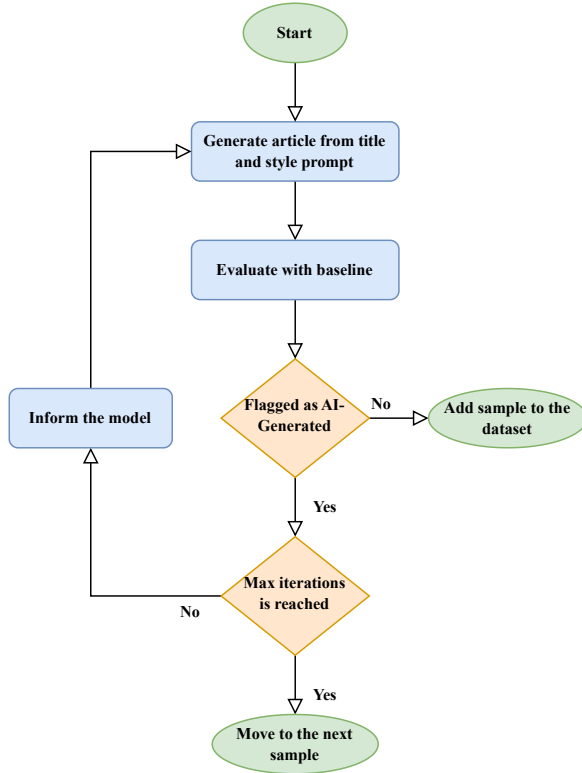 Start
Generate article from title
and style prompt
Evaluate with baseline
Flagged as AI-
Generated
No
Add sample to the
dataset
Inform the model
Yes
Max iterations
is reached
No
Yes
Move to the next
sample